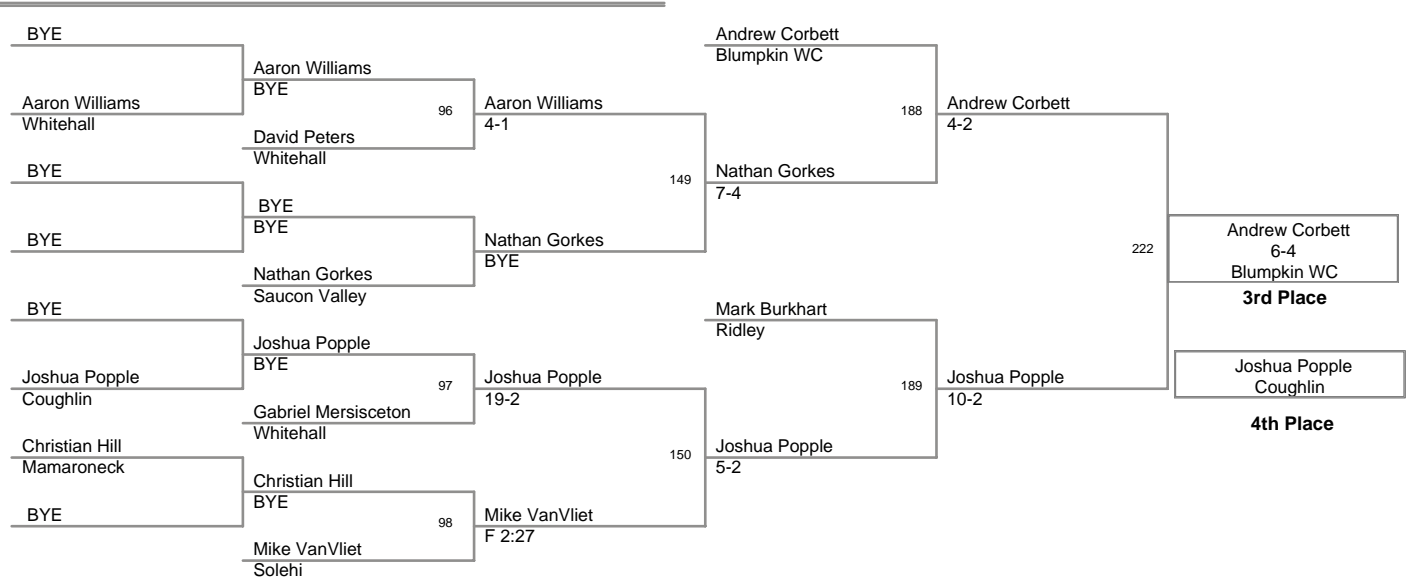 BYE
Aaron Williams
Whitehall
BYE
BYE
BYE
Joshua Popple
Coughlin
Christian Hill
Mamaroneck
BYE
Aaron Williams
BYE
David Peters
Whitehall
BYE
BYE
Nathan Gorkes
Saucon Valley
Joshua Popple
BYE
Gabriel Mersisceton
Whitehall
Christian Hill
BYE
Mike VanVliet
Solehi
96
97
98
Aaron Williams
4-1
Nathan Gorkes
BYE
Joshua Popple
19-2
Mike VanVliet
F 2:27
149
150
Andrew Corbett
Blumpkin WC
Nathan Gorkes
7-4
Mark Burkhart
Ridley
Joshua Popple
5-2
188
189
Andrew Corbett
4-2
Joshua Popple
10-2
222
Andrew Corbett
6-4
Blumpkin WC
3rd Place
Joshua Popple
Coughlin
4th Place